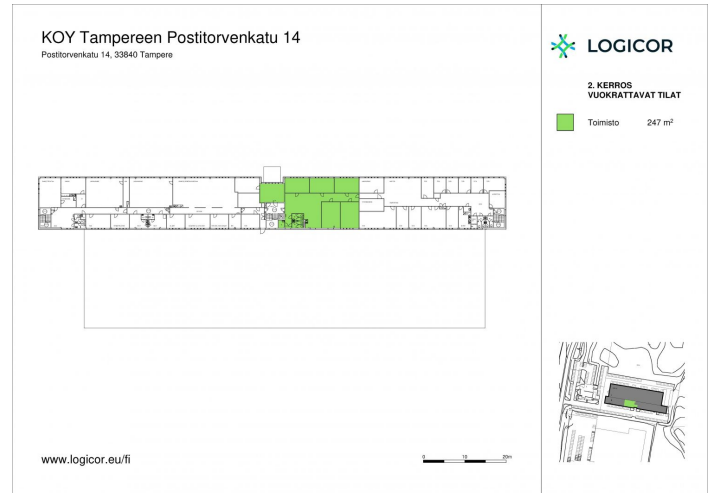 KOY Tampereen Postitorvenkatu 14
Postitorvenkatu 14, 33840 Tampere
LOGICOR
2. KERROS
VUOKRATTAVAT TILAT
Toimisto 247 m²
www.logicor.eu/fi
0 10 20m